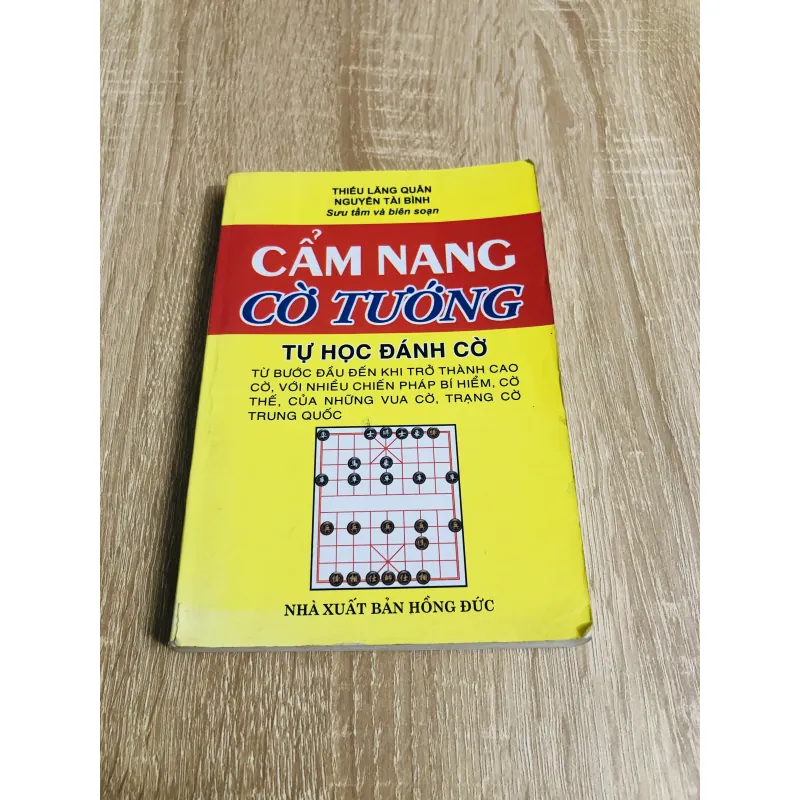 THIỀU LĂNG QUÂN
NGUYỄN TÀI BÌNH
Sưu tầm và biên soạn
CẨM NANG
CỜ TƯỚNG
TỰ HỌC ĐÁNH CỜ
TỪ BƯỚC ĐẦU ĐẾN KHI TRỞ THÀNH CAO
CỜ, VỚI NHIỀU CHIẾN PHÁP BÍ HIỂM, CỜ
THẾ, CỦA NHỮNG VUA CỜ, TRẠNG CỜ
TRUNG QUỐC
NHÀ XUẤT BẢN HỒNG ĐỨC